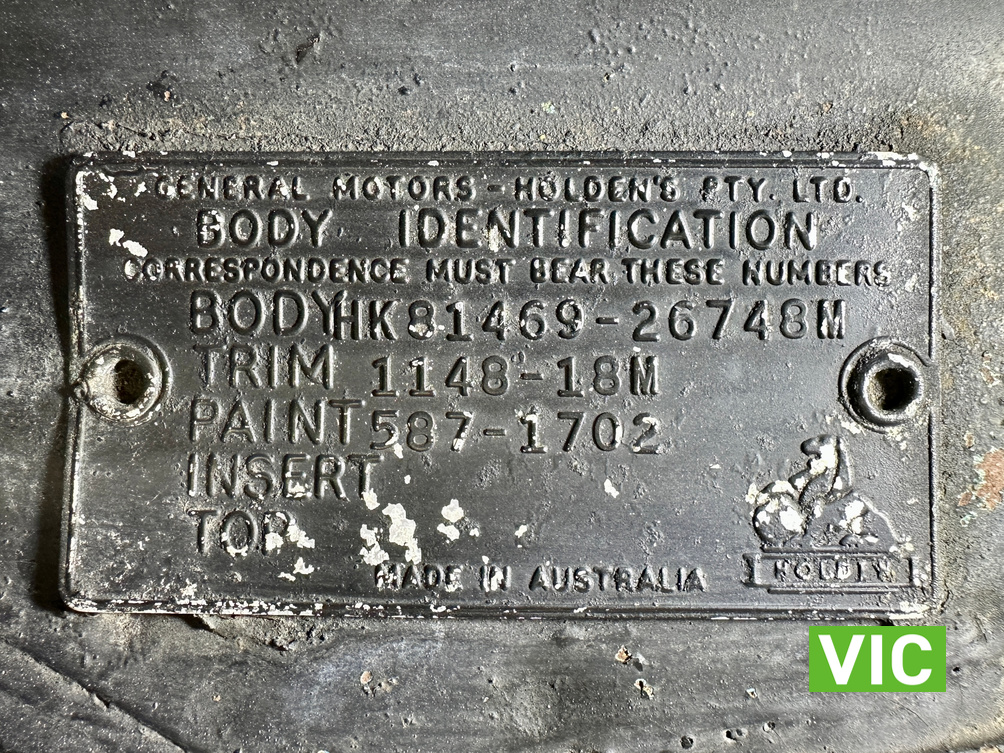 GENERAL MOTORS - HOLDEN'S PTY. LTD.
BODY IDENTIFICATION
CORRESPONDENCE MUST BEAR THESE NUMBERS
BODY HK81469-26748M
TRIM 1148-18M
PAINT 587-1702
INSERT
TOP
MADE IN AUSTRALIA
HOLDEN
VIC